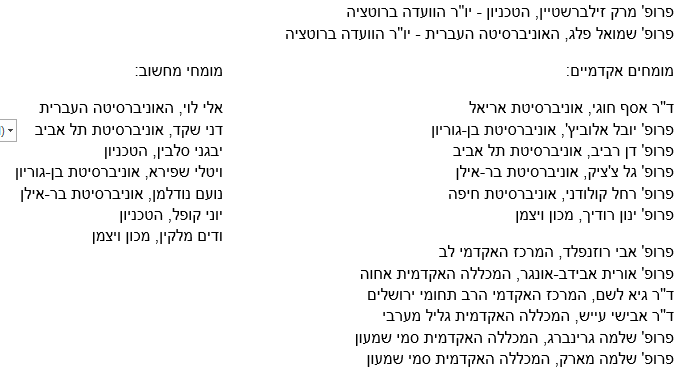 פרופ' מרק זילברשטיין, הטכניון - יו"ר הוועדה ברוטציה
פרופ' שמואל פלג, האוניברסיטה העברית - יו"ר הוועדה ברוטציה
מומחים אקדמיים:
ד"ר אסף חוגי, אוניברסיטת אריאל
פרופ' יובל אלוביץ', אוניברסיטת בן-גוריון
פרופ' דן רביב, אוניברסיטת תל אביב
פרופ' גל צ'ציק, אוניברסיטת בר-אילן
פרופ' רחל קולודני, אוניברסיטת חיפה
פרופ' ינון רודיך, מכון ויצמן
פרופ' אבי רוזנפלד, המרכז האקדמי לב
פרופ' אורית אבידב-אונגר, המכללה האקדמית אחוה
ד"ר גיא לשם, המרכז האקדמי הרב תחומי ירושלים
ד"ר אבישי עייש, המכללה האקדמית גליל מערבי
פרופ' שלמה גרינברג, המכללה האקדמית סמי שמעון
פרופ' שלמה מארק, המכללה האקדמית סמי שמעון
מומחי מחשוב:
אלי לוי, האוניברסיטה העברית
דני שקד, אוניברסיטת תל אביב
יבגני סלבין, הטכניון
ויטלי שפירא, אוניברסיטת בן-גוריון
נועם נודלמן, אוניברסיטת בר-אילן
יוני קופל, הטכניון
ודים מלקין, מכון ויצמן